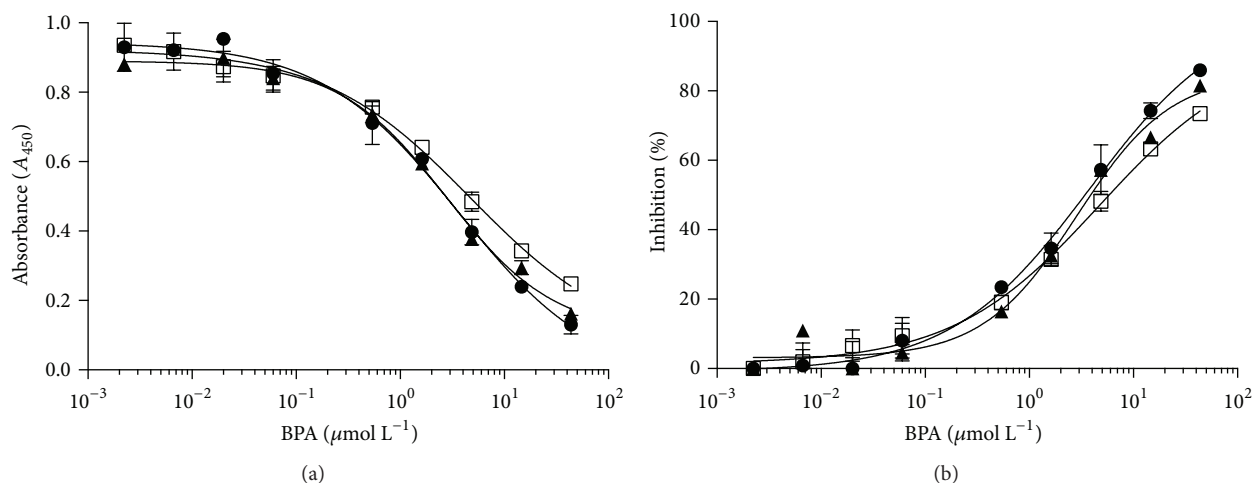 1.0
0.8
0.6
0.4
0.2
0.0
Absorbance (A₄₅₀)
10⁻³ 10⁻² 10⁻¹ 10⁰ 10¹ 10²
BPA (μmol L⁻¹)
(a)
100
80
60
40
20
0
Inhibition (%)
10⁻³ 10⁻² 10⁻¹ 10⁰ 10¹ 10²
BPA (μmol L⁻¹)
(b)